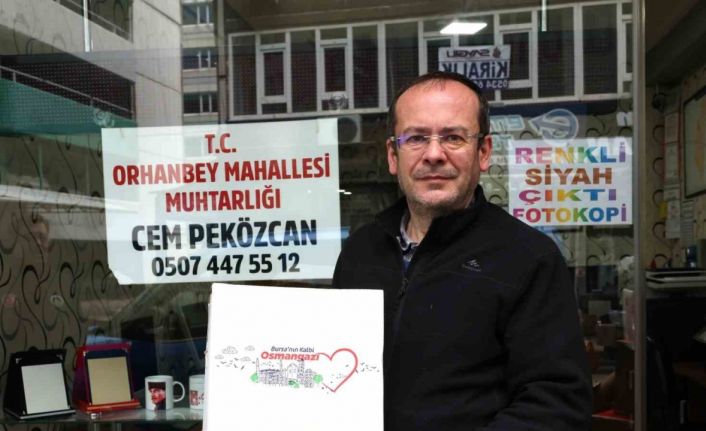 T.C.
ORHANBEY MAHALLESİ
MUHTARLIĞI
CEM PEKÖZCAN
0507 447 55 12
KİRALIK
RENKLİ
SİYAH
ÇIKTI
FOTOKOPİ
Bursa'nın Kalbi
Osmangazi